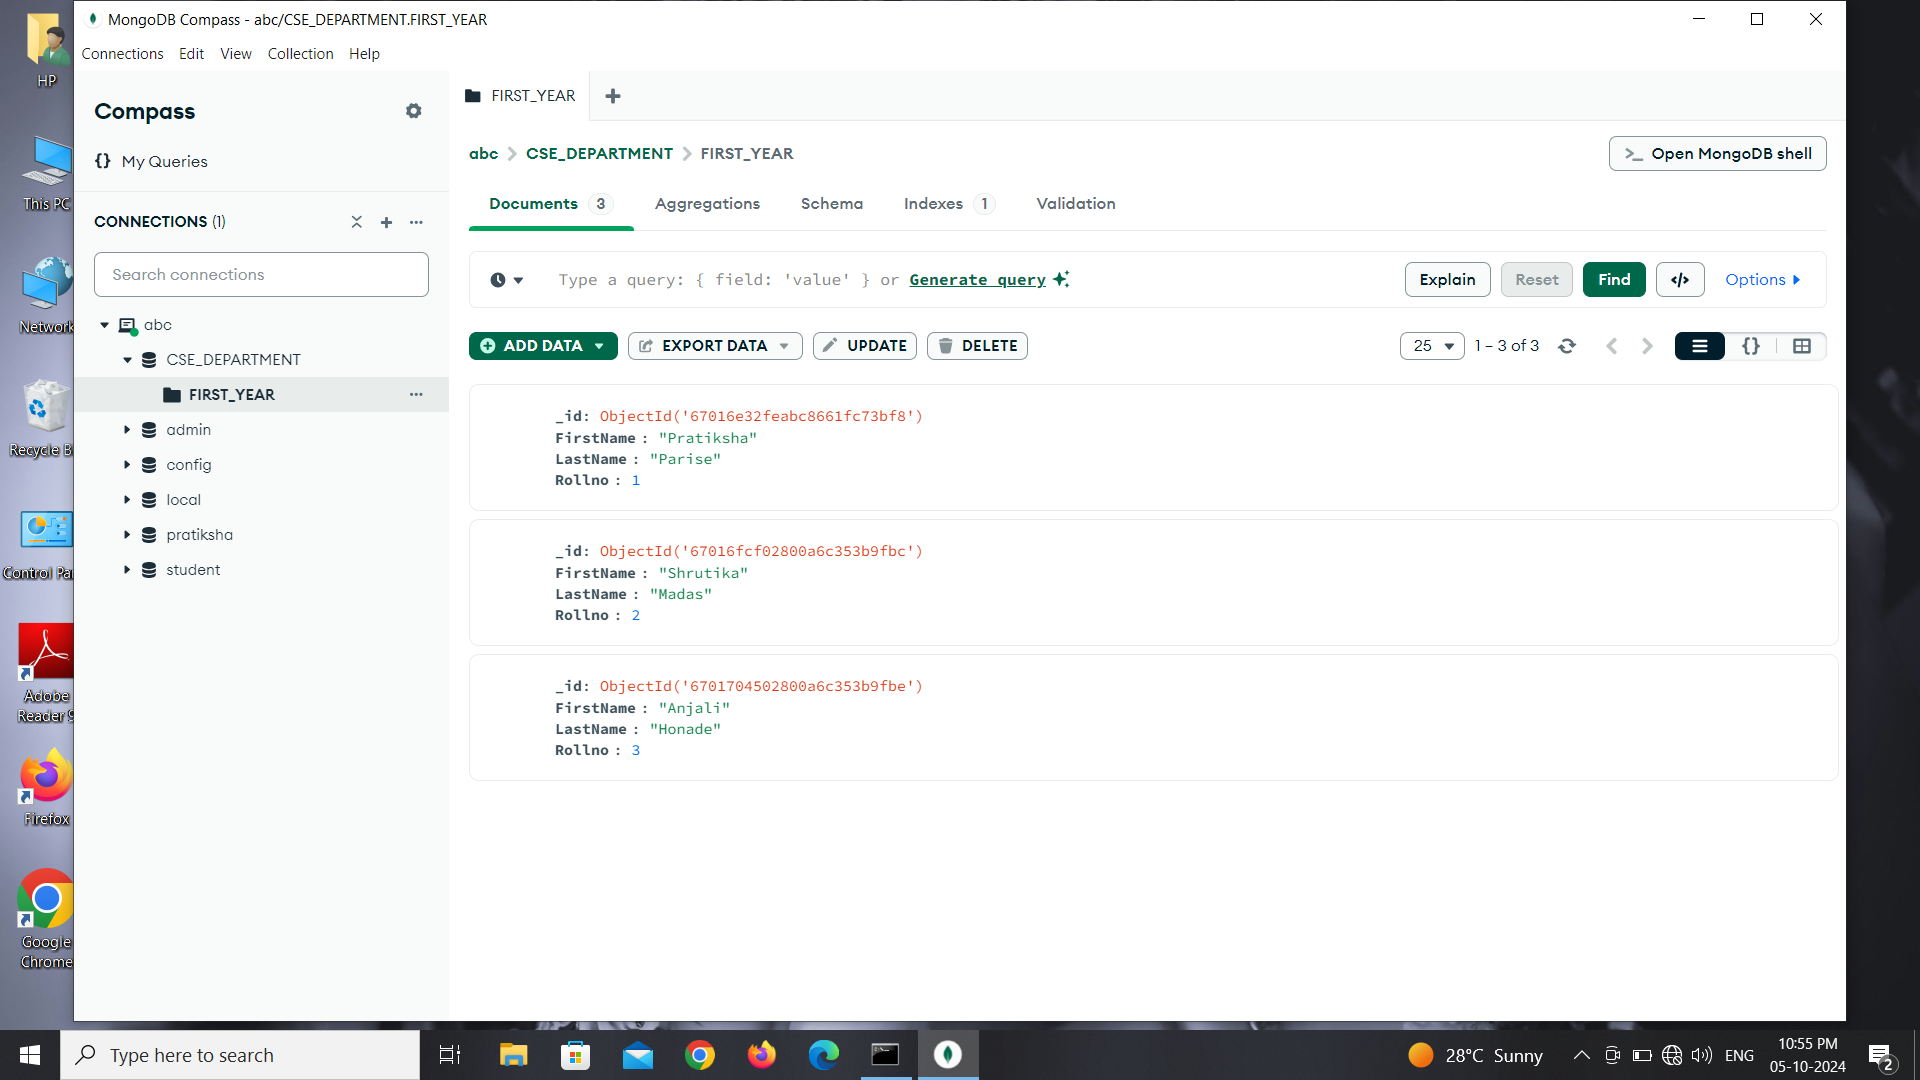 MongoDB Compass - abc/CSE_DEPARTMENT.FIRST_YEAR
Connections Edit View Collection Help
HP
This PC
Network
Recycle B
Control Pa
Adobe
Reader 9
Firefox
Google
Chrome
Compass
{} My Queries
CONNECTIONS (1)
Search connections
abc
CSE_DEPARTMENT
FIRST_YEAR
admin
config
local
pratiksha
student
FIRST_YEAR
abc > CSE_DEPARTMENT > FIRST_YEAR
>_ Open MongoDB shell
Documents 3 Aggregations Schema Indexes 1 Validation
Type a query: { field: 'value' } or Generate query
Explain Reset Find </> Options
ADD DATA EXPORT DATA UPDATE DELETE
25 1 – 3 of 3 {}
_id: ObjectId('67016e32feabc8661fc73bf8')
FirstName : "Pratiksha"
LastName : "Parise"
Rollno : 1
_id: ObjectId('67016fcf02800a6c353b9fbc')
FirstName : "Shrutika"
LastName : "Madas"
Rollno : 2
_id: ObjectId('6701704502800a6c353b9fbe')
FirstName : "Anjali"
LastName : "Honade"
Rollno : 3
Type here to search
28°C Sunny
ENG
10:55 PM
05-10-2024
2